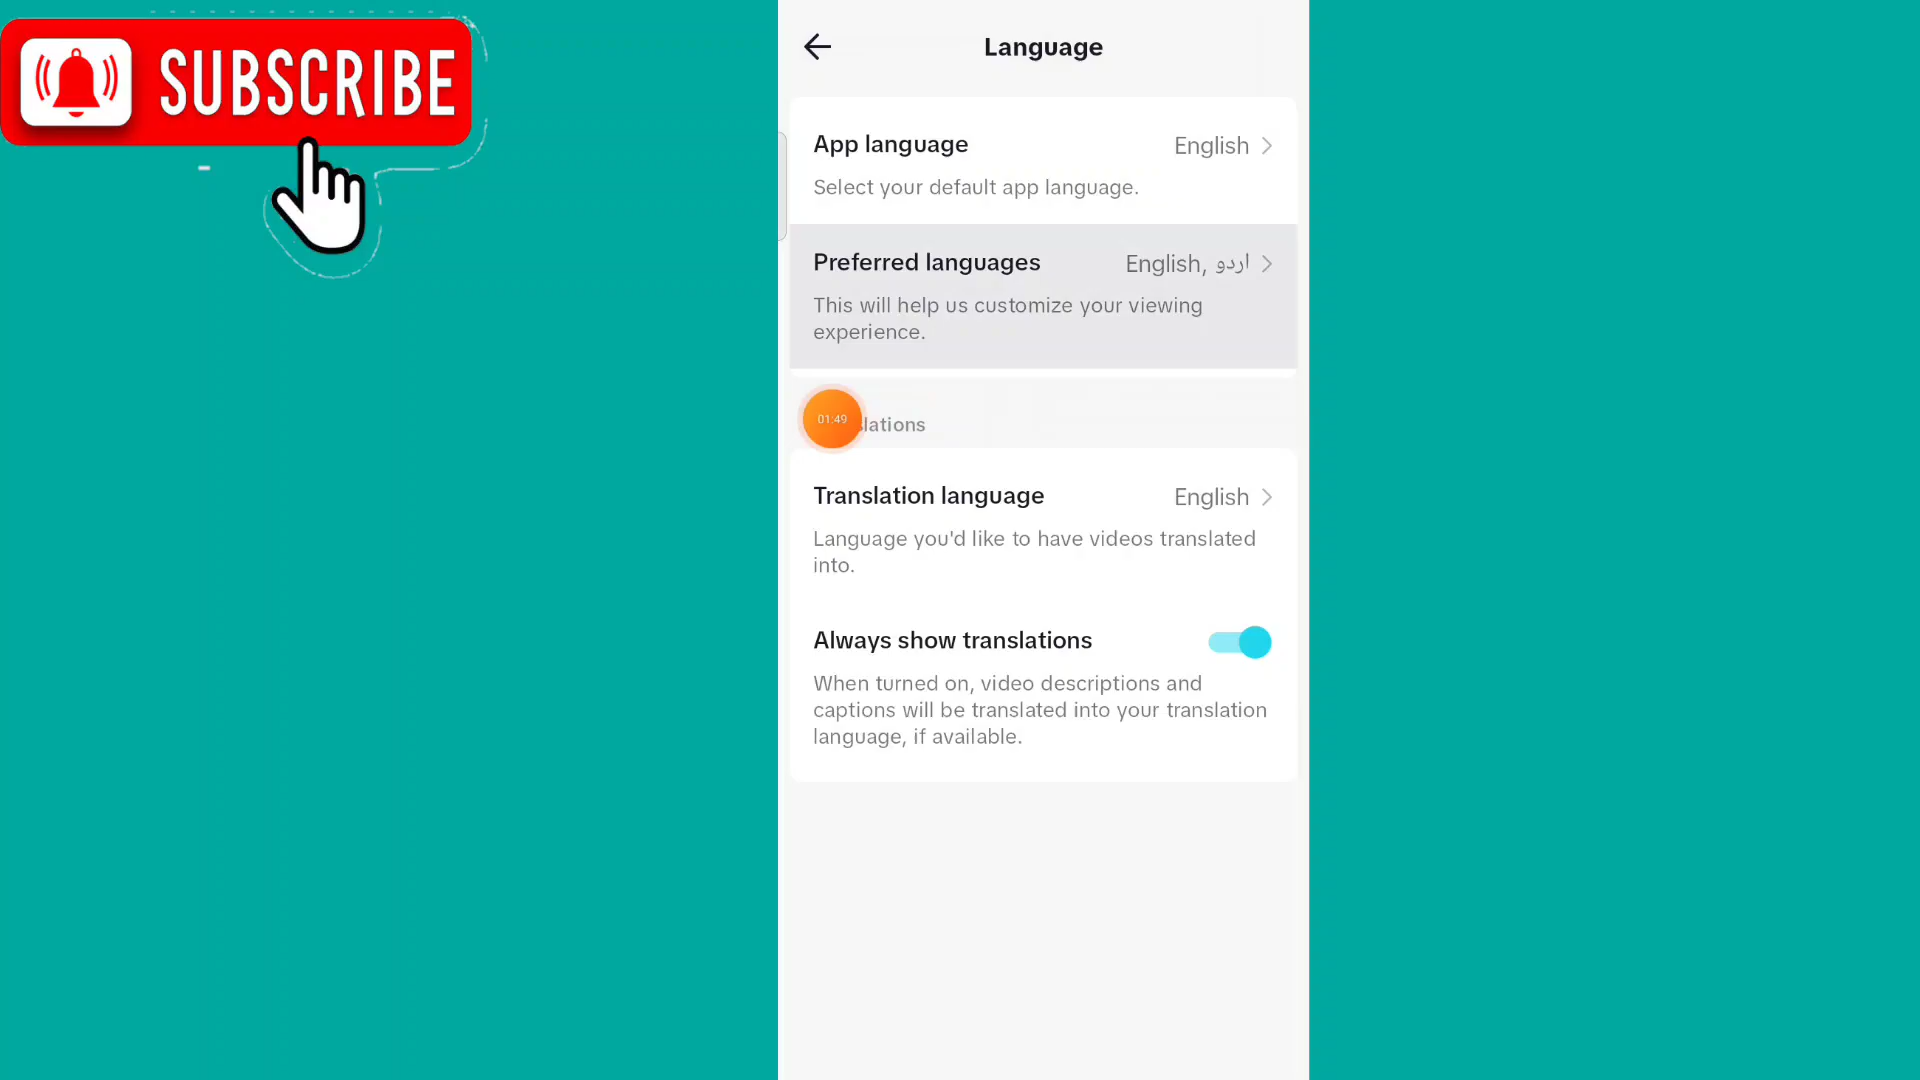 SUBSCRIBE
Language
App language English
Select your default app language.
Preferred languages English, اردو
This will help us customize your viewing
experience.
01:49
lations
Translation language English
Language you'd like to have videos translated
into.
Always show translations
When turned on, video descriptions and
captions will be translated into your translation
language, if available.